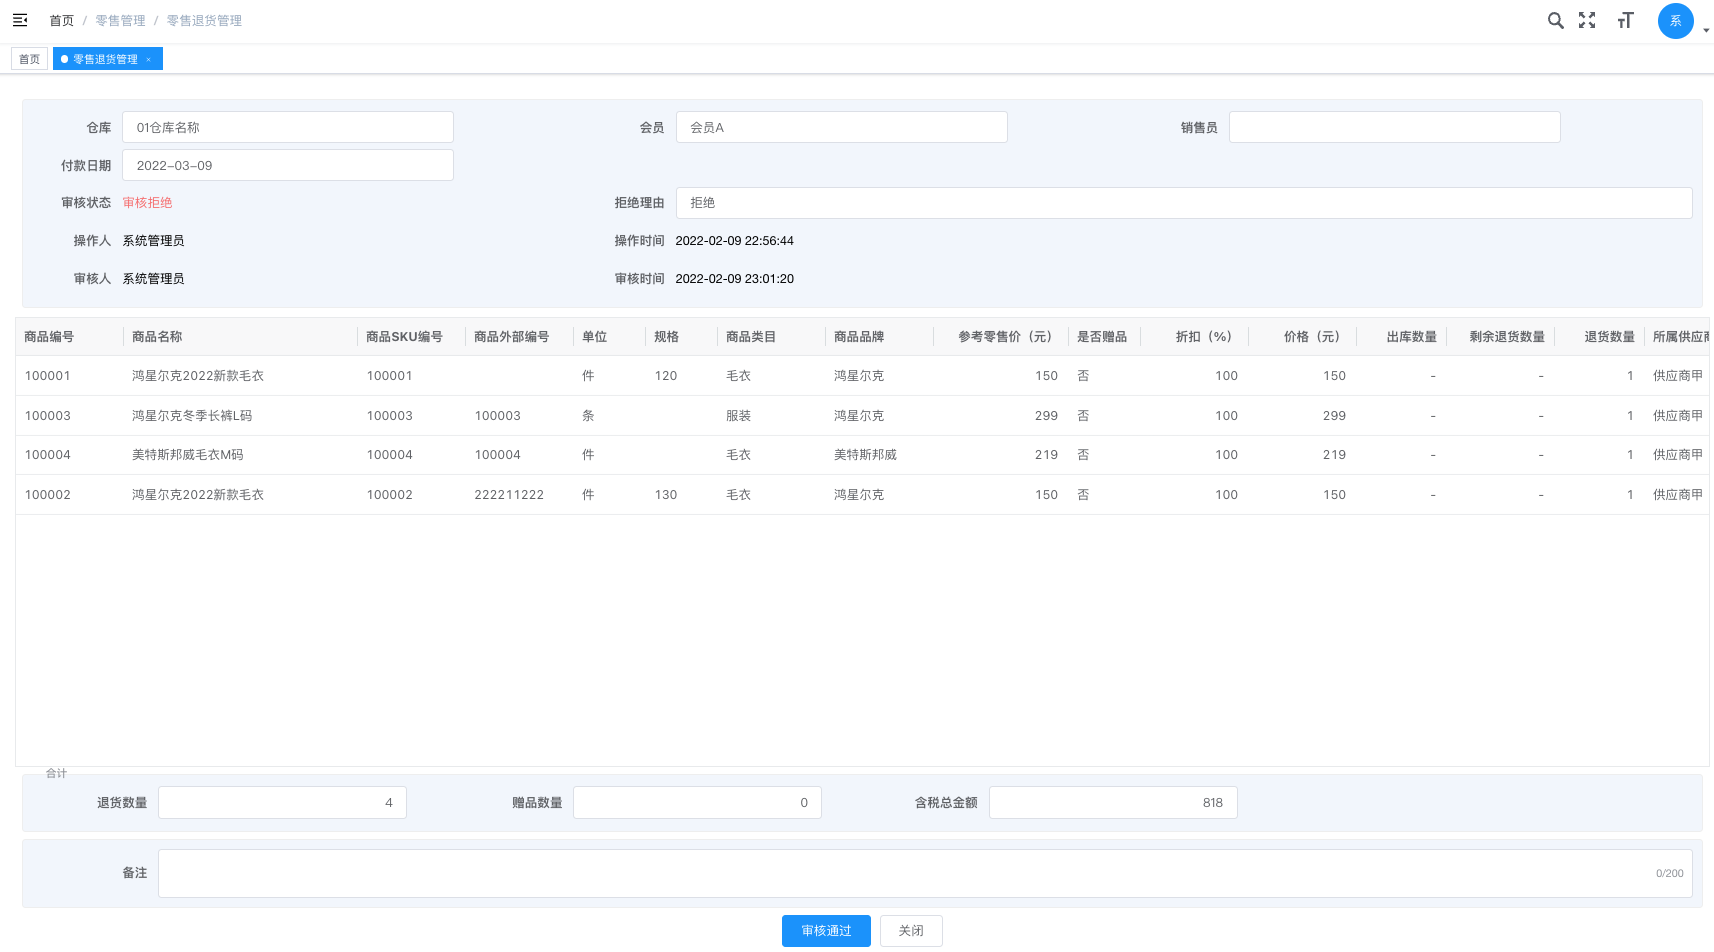 首页 / 零售管理 / 零售退货管理
系
首页 零售退货管理 ×
仓库 01仓库名称 会员 会员A 销售员
付款日期 2022-03-09
审核状态 审核拒绝 拒绝理由 拒绝
操作人 系统管理员 操作时间 2022-02-09 22:56:44
审核人 系统管理员 审核时间 2022-02-09 23:01:20
商品编号 商品名称 商品SKU编号 商品外部编号 单位 规格 商品类目 商品品牌 参考零售价（元） 是否赠品 折扣（%） 价格（元） 出库数量 剩余退货数量 退货数量 所属供应商
100001 鸿星尔克2022新款毛衣 100001 件 120 毛衣 鸿星尔克 150 否 100 150 - - 1 供应商甲
100003 鸿星尔克冬季长裤L码 100003 100003 条 服装 鸿星尔克 299 否 100 299 - - 1 供应商甲
100004 美特斯邦威毛衣M码 100004 100004 件 毛衣 美特斯邦威 219 否 100 219 - - 1 供应商甲
100002 鸿星尔克2022新款毛衣 100002 222211222 件 130 毛衣 鸿星尔克 150 否 100 150 - - 1 供应商甲
合计
退货数量 4 赠品数量 0 含税总金额 818
备注 0/200
审核通过 关闭